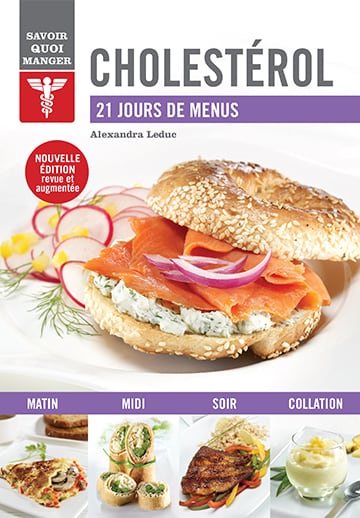 SAVOIR
QUOI
MANGER
CHOLESTÉROL
21 JOURS DE MENUS
Alexandra Leduc
NOUVELLE
ÉDITION
revue et
augmentée
MATIN
MIDI
SOIR
COLLATION